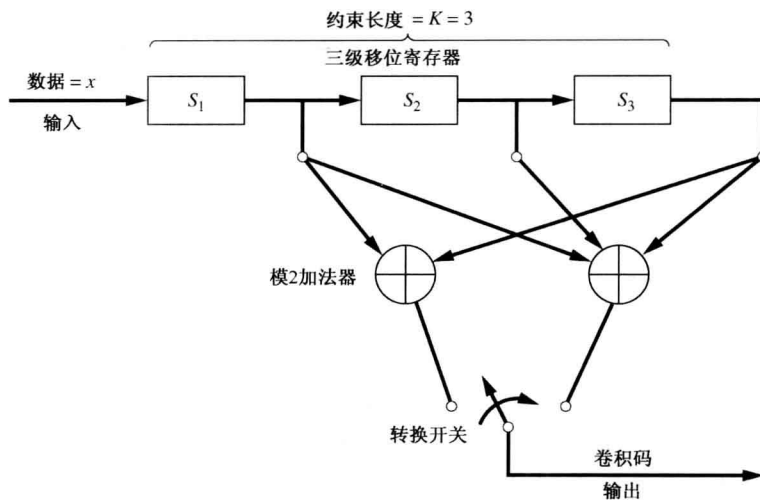 约束长度 = K = 3
三级移位寄存器
数据 = x
输入
S₁
S₂
S₃
模2加法器
转换开关
卷积码
输出